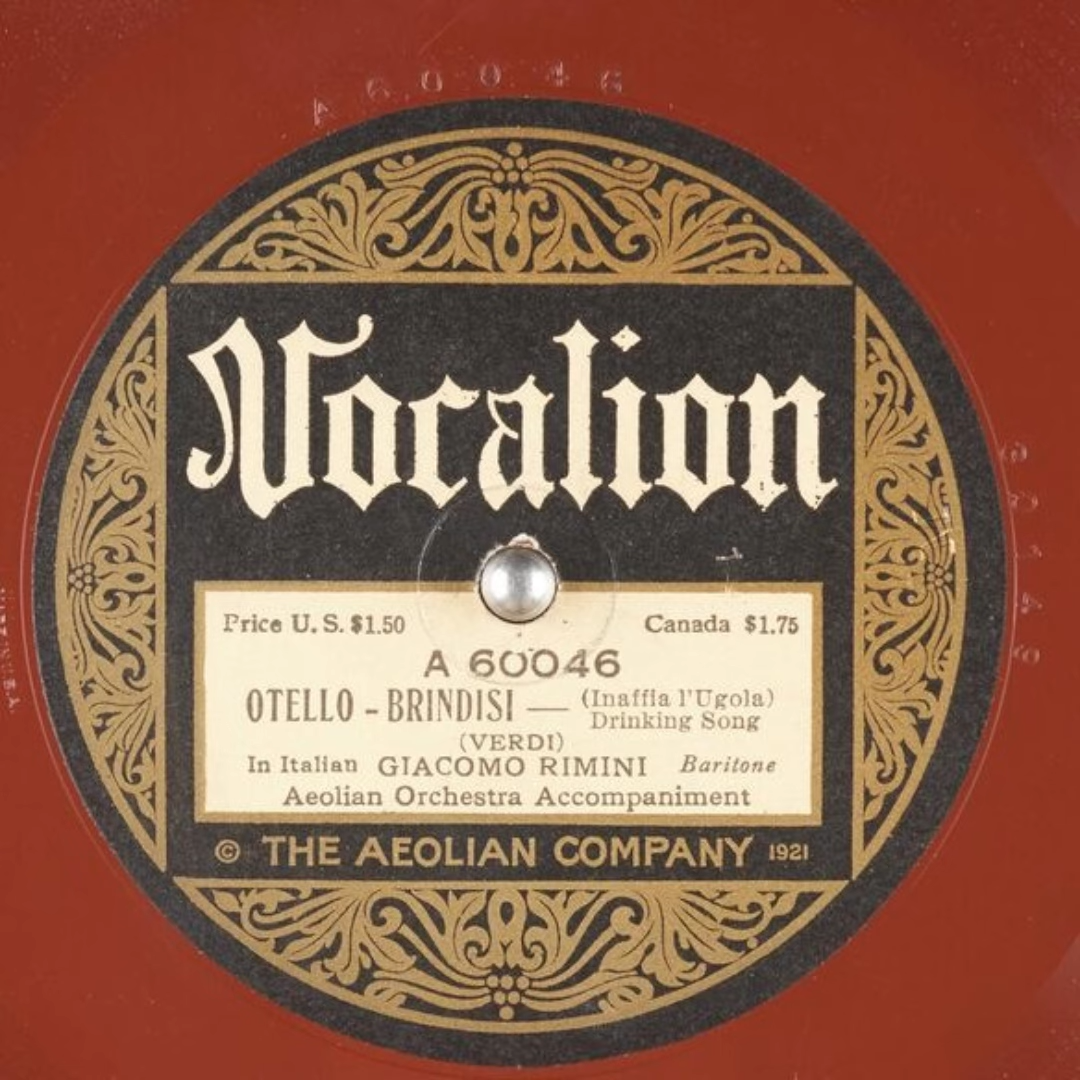 A 60046
Vocalion
Price U.S. $1.50 Canada $1.75
A 60046
OTELLO - BRINDISI — (Inaffia l'Ugola)
Drinking Song
(VERDI)
In Italian GIACOMO RIMINI Baritone
Aeolian Orchestra Accompaniment
© THE AEOLIAN COMPANY 1921